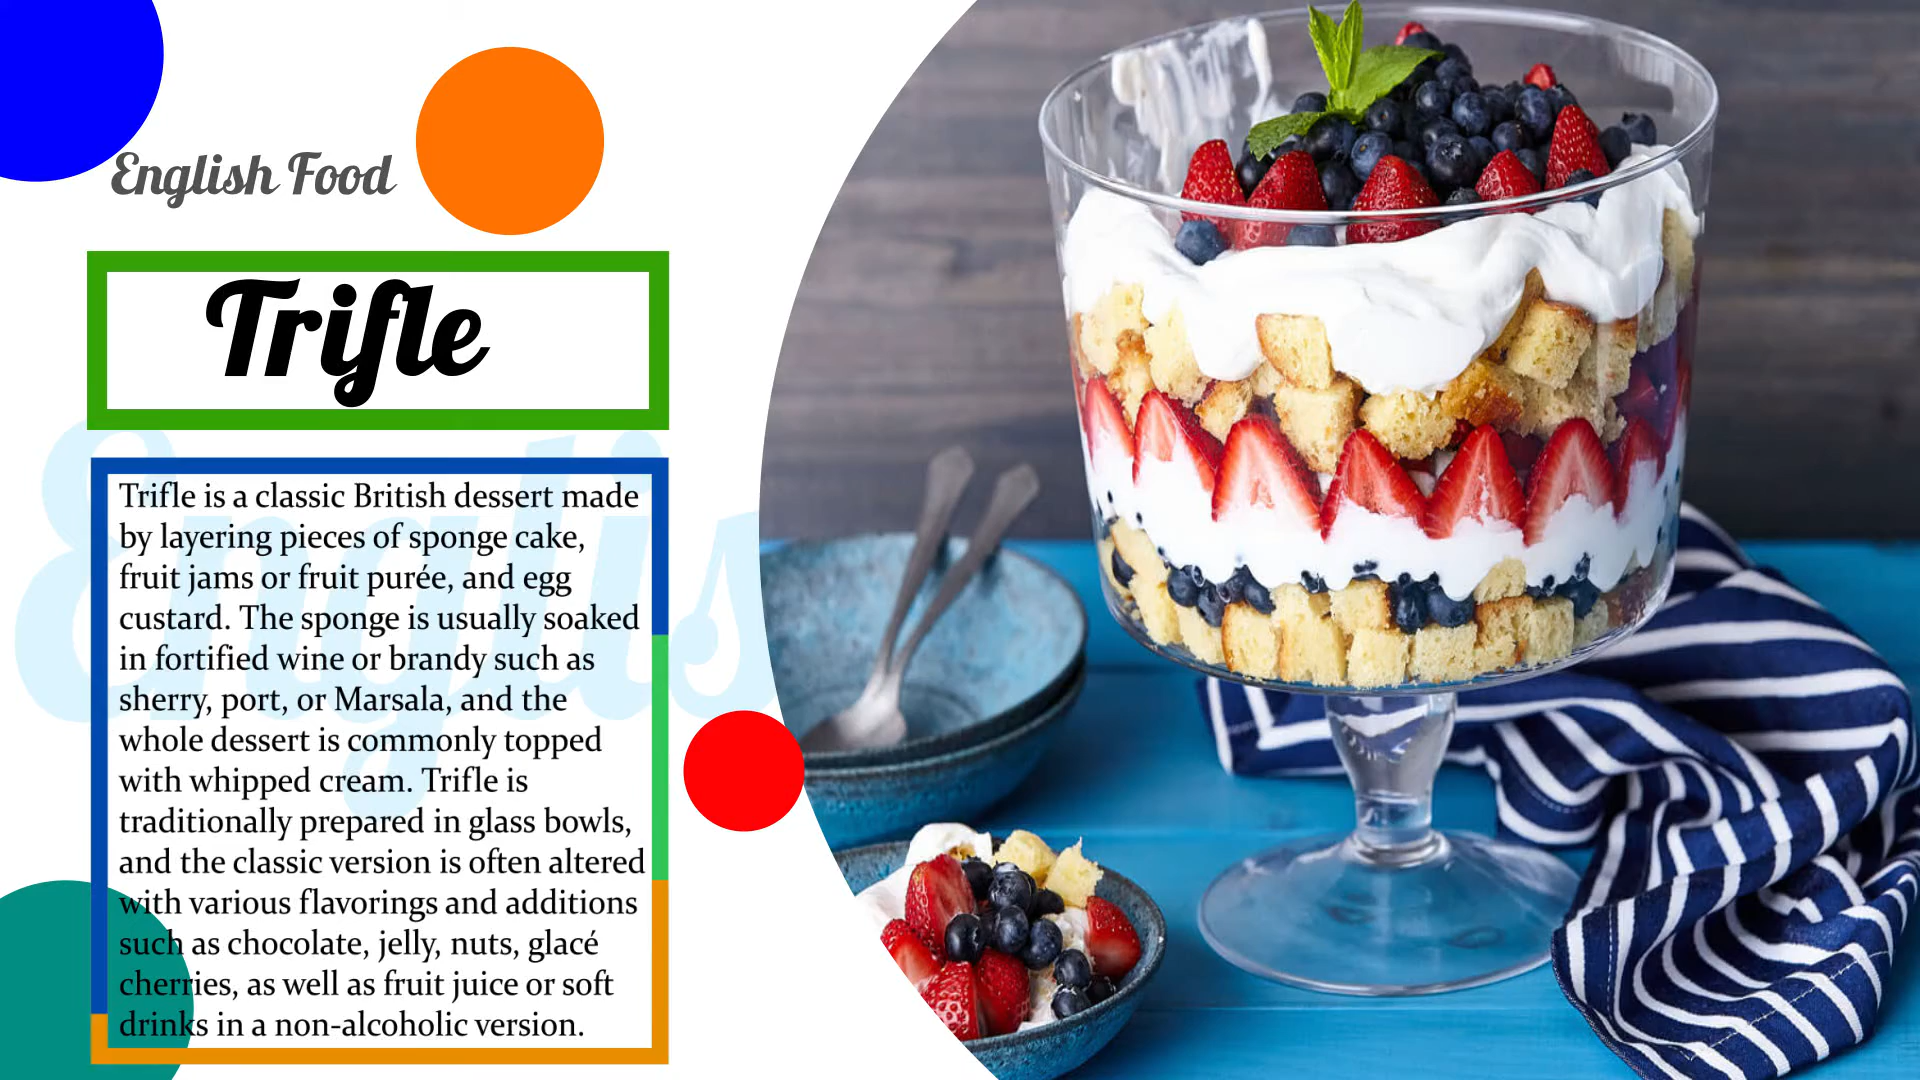 English Food
Trifle
Trifle is a classic British dessert made
by layering pieces of sponge cake,
fruit jams or fruit purée, and egg
custard. The sponge is usually soaked
in fortified wine or brandy such as
sherry, port, or Marsala, and the
whole dessert is commonly topped
with whipped cream. Trifle is
traditionally prepared in glass bowls,
and the classic version is often altered
with various flavorings and additions
such as chocolate, jelly, nuts, glacé
cherries, as well as fruit juice or soft
drinks in a non-alcoholic version.
Englis